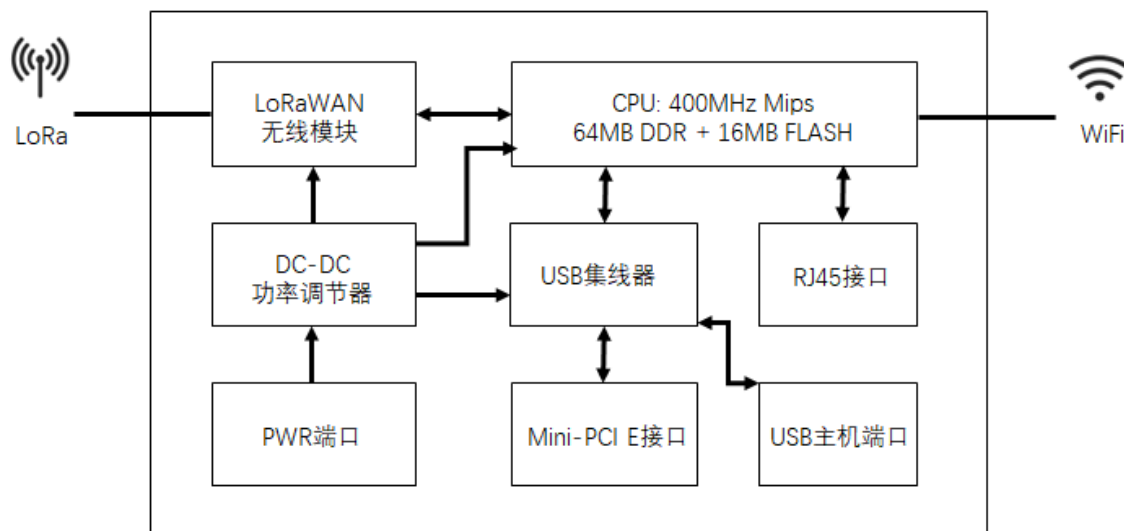 LoRaWAN
无线模块
CPU: 400MHz Mips
64MB DDR + 16MB FLASH
LoRa
WiFi
DC-DC
功率调节器
USB集线器
RJ45接口
PWR端口
Mini-PCI E接口
USB主机端口